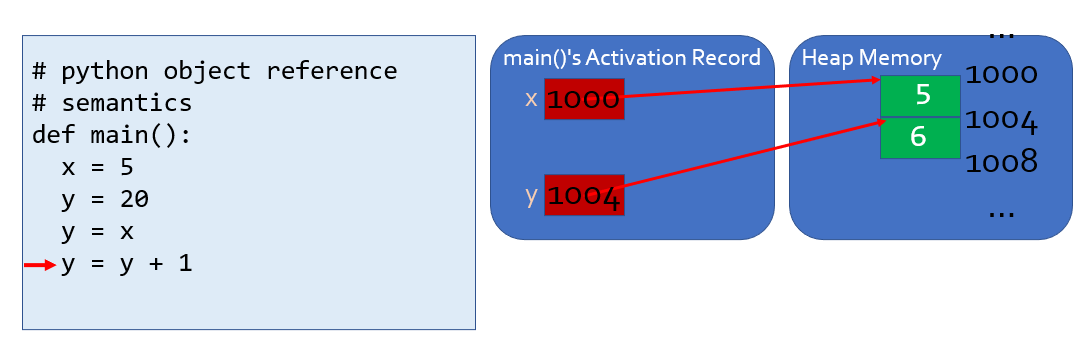 # python object reference
# semantics
def main():
  x = 5
  y = 20
  y = x
  y = y + 1
main()'s Activation Record
x 1000
y 1004
Heap Memory
...
1000
5
1004
6
1008
...